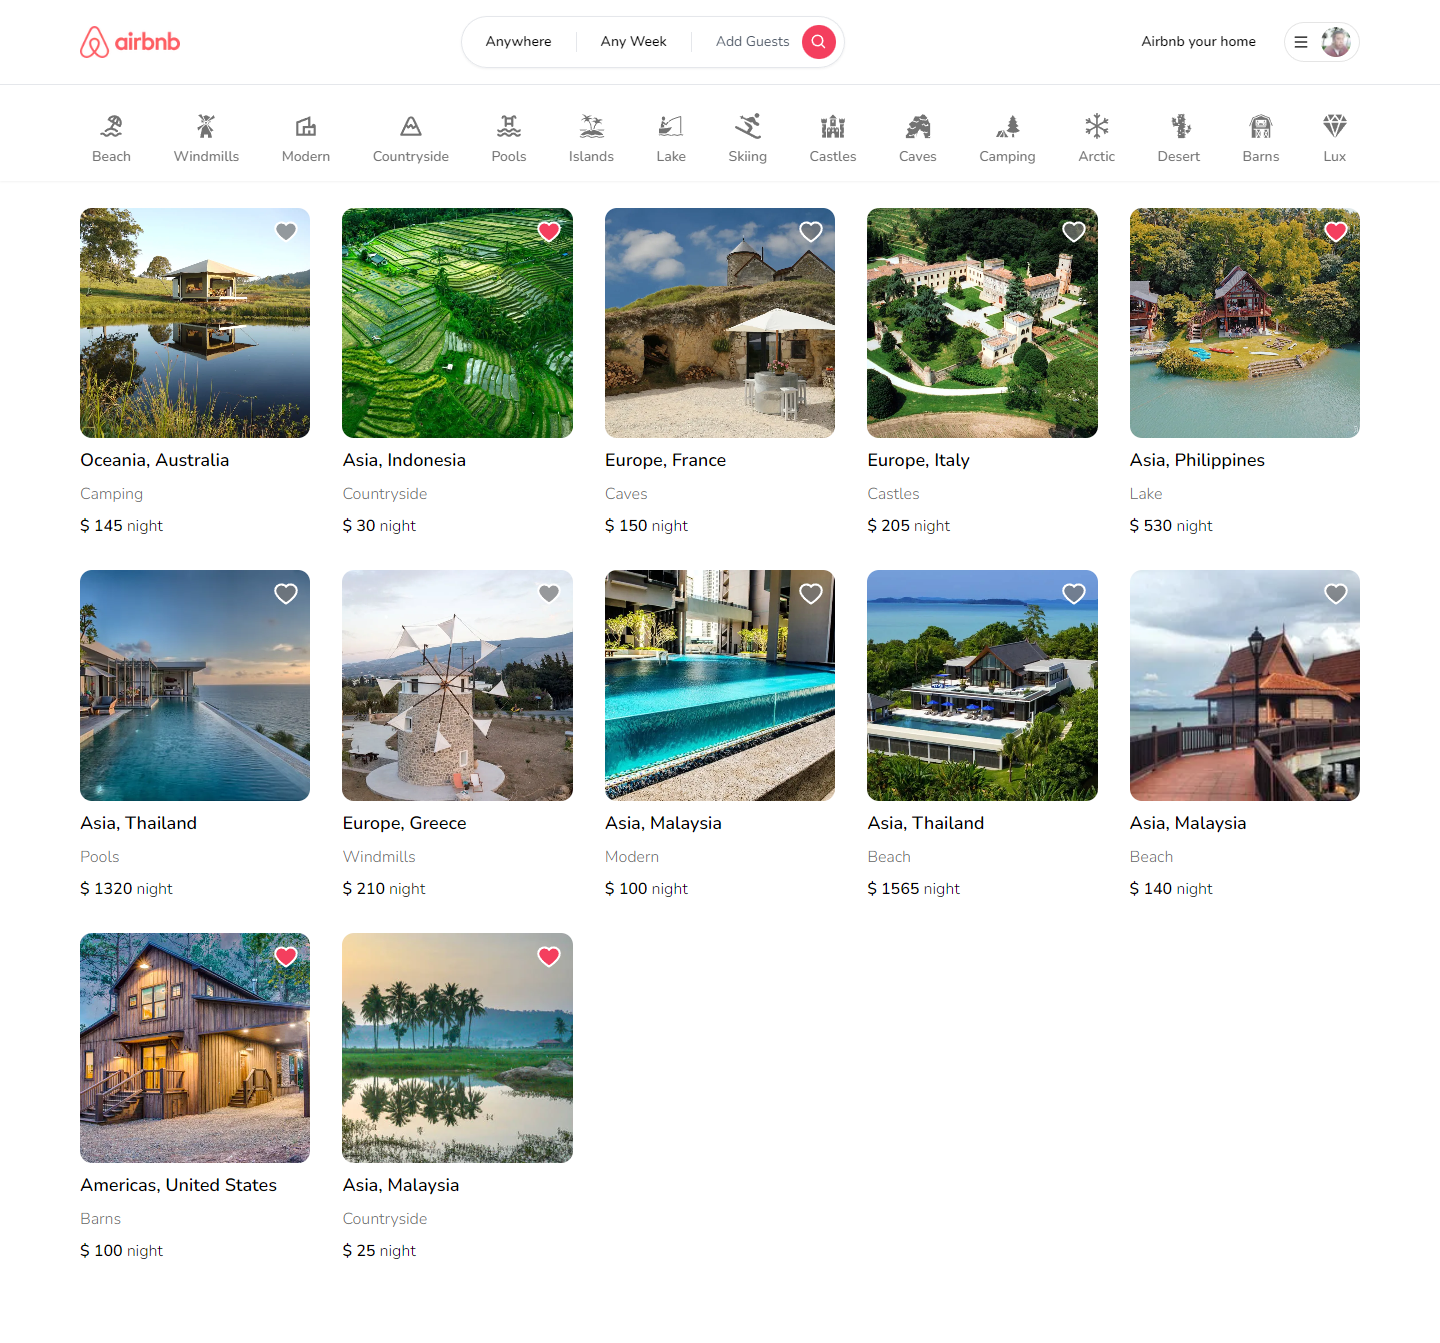 airbnb
Anywhere
Any Week
Add Guests
Airbnb your home
Beach
Windmills
Modern
Countryside
Pools
Islands
Lake
Skiing
Castles
Caves
Camping
Arctic
Desert
Barns
Lux
Oceania, Australia
Camping
$ 145 night
Asia, Indonesia
Countryside
$ 30 night
Europe, France
Caves
$ 150 night
Europe, Italy
Castles
$ 205 night
Asia, Philippines
Lake
$ 530 night
Asia, Thailand
Pools
$ 1320 night
Europe, Greece
Windmills
$ 210 night
Asia, Malaysia
Modern
$ 100 night
Asia, Thailand
Beach
$ 1565 night
Asia, Malaysia
Beach
$ 140 night
Americas, United States
Barns
$ 100 night
Asia, Malaysia
Countryside
$ 25 night